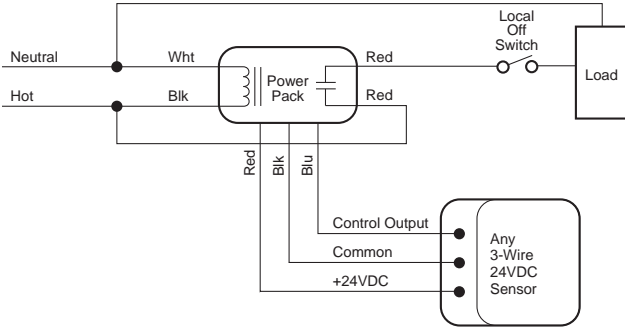 Local
Off
Switch
Neutral
Wht
Red
Power
Pack
Load
Hot
Blk
Red
Red
Blk
Blu
Control Output
Common
+24VDC
Any
3-Wire
24VDC
Sensor